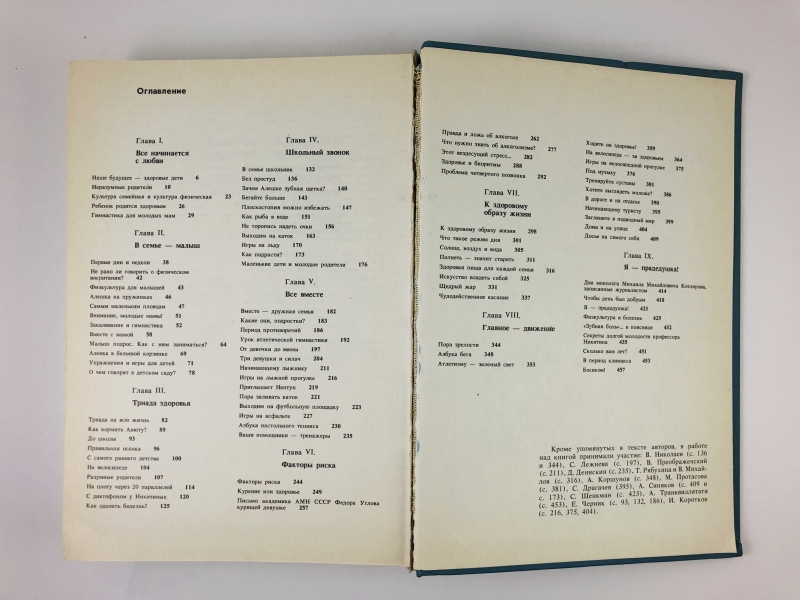 Оглавление
Глава I.
Все начинается
с любви
Наше будущее — здоровые дети 6
Неразумные родители 10
Культура семейная и культура физическая 23
Ребенок родится здоровым 26
Гимнастика для молодых мам 29
Глава II.
В семье — малыш
Первые дни и недели 38
Не рано ли говорить о физическом
воспитании? 42
Физкультура для малышей 43
Алешка на пружинках 46
Самым маленьким пловцам 47
Внимание, молодые мамы! 51
Закаливание и гимнастика 52
Вместе с мамой 58
Малыш подрос. Как с ним заниматься? 64
Аленка в бельевой корзинке 69
Упражнения и игры для детей 71
О чем говорят в детском саду? 78
Глава III.
Триада здоровья
Триада на всю жизнь 82
Как кормить Анюту? 91
До школы 93
Правильная осанка 96
С самого раннего детства 100
На велосипеде 104
Разумные родители 107
На плоту через 20 параллелей 114
С диктофоном у Никитиных 120
Как одолеть болезнь? 125
Глава IV.
Школьный звонок
В семье школьник 132
Без простуд 136
Зачем Алешке зубная щетка? 140
Бегайте больше 143
Плоскостопия можно избежать 147
Как рыба в воде 151
Не торопись надеть очки 156
Выходим на каток 163
Игры на льду 170
Как подрасти? 173
Маленькие дети и молодые родители 176
Глава V.
Все вместе
Вместе — дружная семья 182
Какие они, подростки? 183
Период противоречий 186
Урок атлетической гимнастики 192
От девочки до мамы 197
Три девушки и силач 204
Начинающему лыжнику 211
Игры на лыжной прогулке 216
Приглашает Нептун 219
Пора заливать каток 221
Выходим на футбольную площадку 223
Игры на асфальте 227
Азбука настольного тенниса 230
Ваши помощники — тренажеры 235
Глава VI.
Факторы риска
Факторы риска 244
Курение или здоровье 249
Письмо академика АМН СССР Федора Углова
курящей девушке 257
Правда и ложь об алкоголе 262
Что нужно знать об алкоголизме? 277
Этот вездесущий стресс... 282
Здоровье и биоритмы 288
Проблема четвертого позвонка 292
Глава VII.
К здоровому
образу жизни
К здоровому образу жизни 298
Что такое режим дня 301
Солнце, воздух и вода 305
Полнеть — значит стареть 311
Здоровая пища для каждой семьи 316
Искусство владеть собой 325
Щедрый жар 331
Чудодейственное касание 337
Глава VIII.
Главное — движение
Пора зрелости 344
Азбука бега 348
Атлетизму — зеленый свет 353
Ходите на здоровье! 359
На велосипеде — за здоровьем 364
Игры на велосипедной прогулке 375
Под музыку 376
Тренируйте суставы 381
Хотите выглядеть моложе? 386
В дороге и на отдыхе 390
Начинающему туристу 395
Загляните в подводный мир 399
Дома и на улице 404
Досье на самого себя 409
Глава IX.
Я — прадедушка!
Два монолога Михаила Михайловича Котлярова,
записанные журналистом 414
Чтобы день был добрым 418
Я — прадедушка! 423
Физкультура и болезнь 425
«Зубная боль»... в пояснице 432
Секреты долгой молодости профессора
Никитина 435
Сколько вам лет? 451
В период климакса 453
Босиком! 457
Кроме упомянутых в тексте авторов, в работе
над книгой принимали участие: В. Николаев (с. 136
и 344), С. Лежнева (с. 197), В. Преображенский
(с. 211), Д. Денискин (с. 235), Т. Рябухина и В. Михай-
лов (с. 316), А. Коршунов (с. 348), М. Протасова
(с. 381), С. Драгачев (395), А. Синяков (с. 409 и
с. 173), С. Шенкман (с. 423), А. Транквиллитати
(с. 453), Е. Черник (с. 93, 132, 186), И. Коротков
(с. 216, 375, 404).